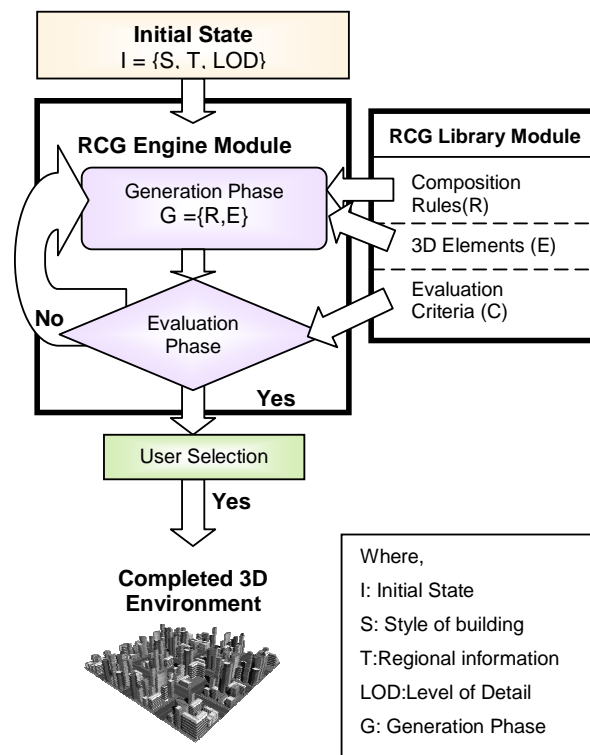 Initial State
I = {S, T, LOD}
RCG Engine Module
Generation Phase
G ={R,E}
No
Evaluation
Phase
Yes
RCG Library Module
Composition
Rules(R)
3D Elements (E)
Evaluation
Criteria (C)
User Selection
Yes
Completed 3D
Environment
Where,
I: Initial State
S: Style of building
T:Regional information
LOD:Level of Detail
G: Generation Phase